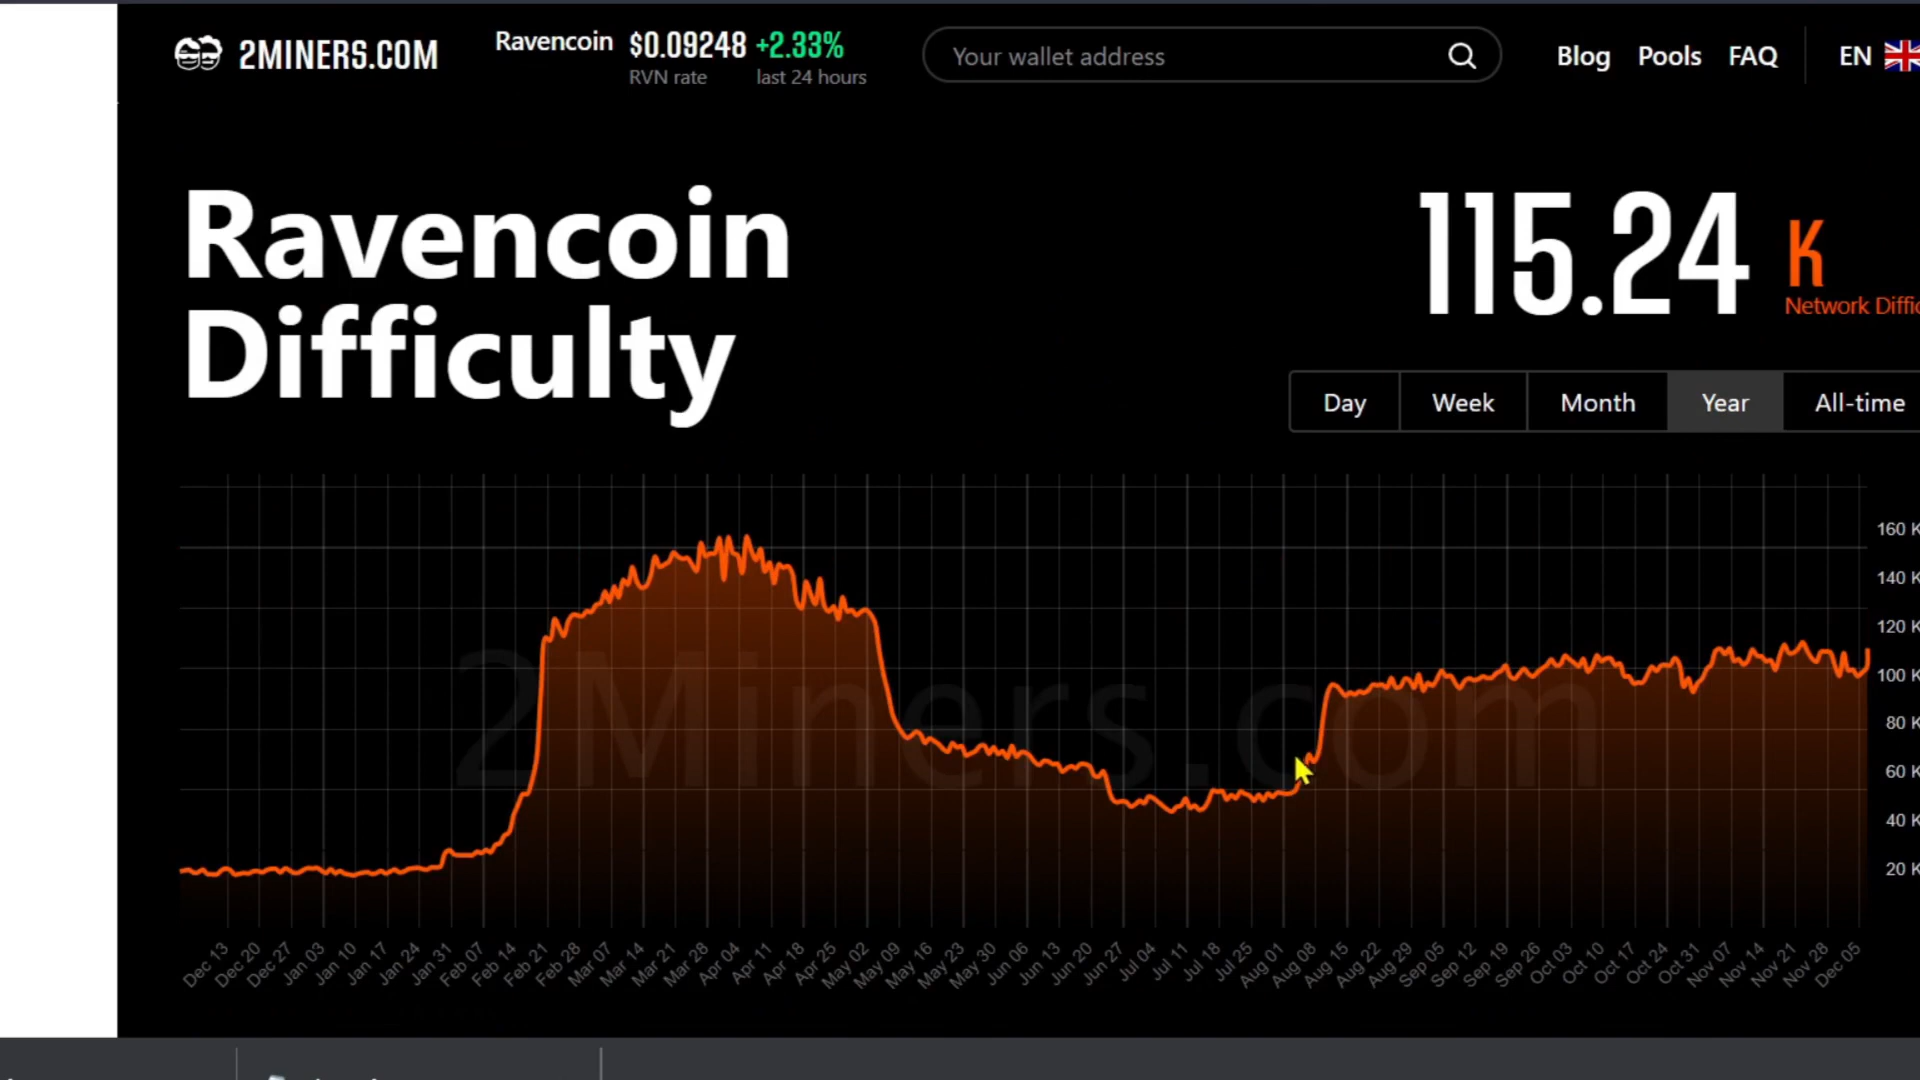 2MINERS.COM
Ravencoin $0.09248 +2.33%
RVN rate last 24 hours
Your wallet address
Blog Pools FAQ EN
Ravencoin
Difficulty
115.24 K
Network Diffic
Day Week Month Year All-time
2Miners.com
160 K
140 K
120 K
100 K
80 K
60 K
40 K
20 K
Dec 13 Dec 20 Dec 27 Jan 03 Jan 10 Jan 17 Jan 24 Jan 31 Feb 07 Feb 14 Feb 21 Feb 28 Mar 07 Mar 14 Mar 21 Mar 28 Apr 04 Apr 11 Apr 18 Apr 25 May 02 May 09 May 16 May 23 May 30 Jun 06 Jun 13 Jun 20 Jun 27 Jul 04 Jul 11 Jul 18 Jul 25 Aug 01 Aug 08 Aug 15 Aug 22 Aug 29 Sep 05 Sep 12 Sep 19 Sep 26 Oct 03 Oct 10 Oct 17 Oct 24 Oct 31 Nov 07 Nov 14 Nov 21 Nov 28 Dec 05